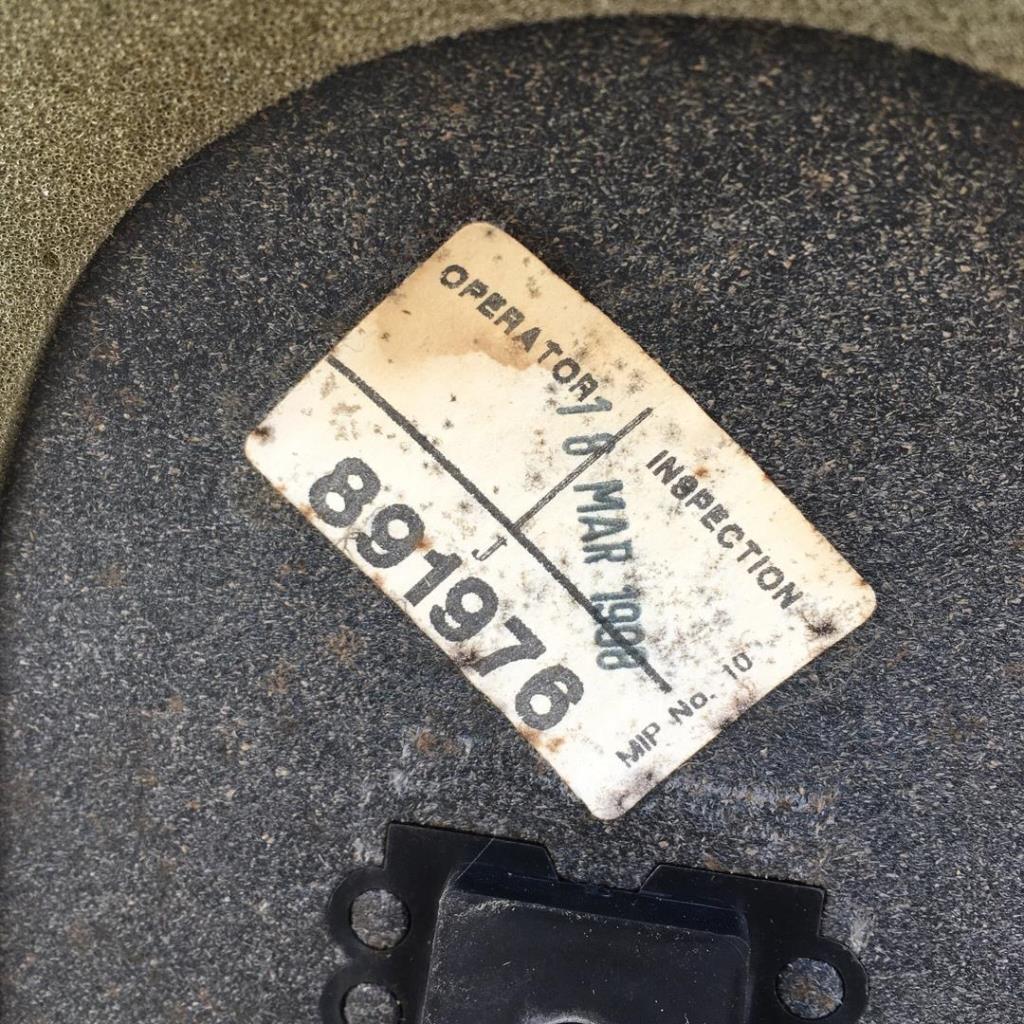 OPERATOR
INSPECTION
18 MAR 1988
J
891976
MIP No. 10